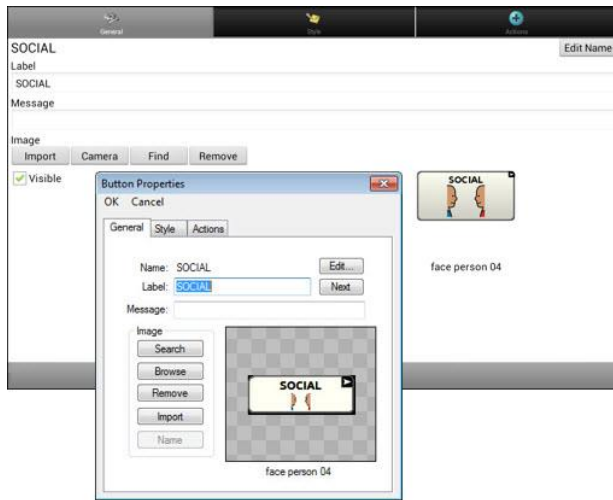 General Style Actions
SOCIAL Edit Name
Label
SOCIAL
Message
Image
Import Camera Find Remove
Visible
SOCIAL
face person 04
Button Properties
OK Cancel
General Style Actions
Name: SOCIAL Edit...
Label: SOCIAL Next
Message:
Image
Search
Browse
Remove
Import
Name
SOCIAL
face person 04